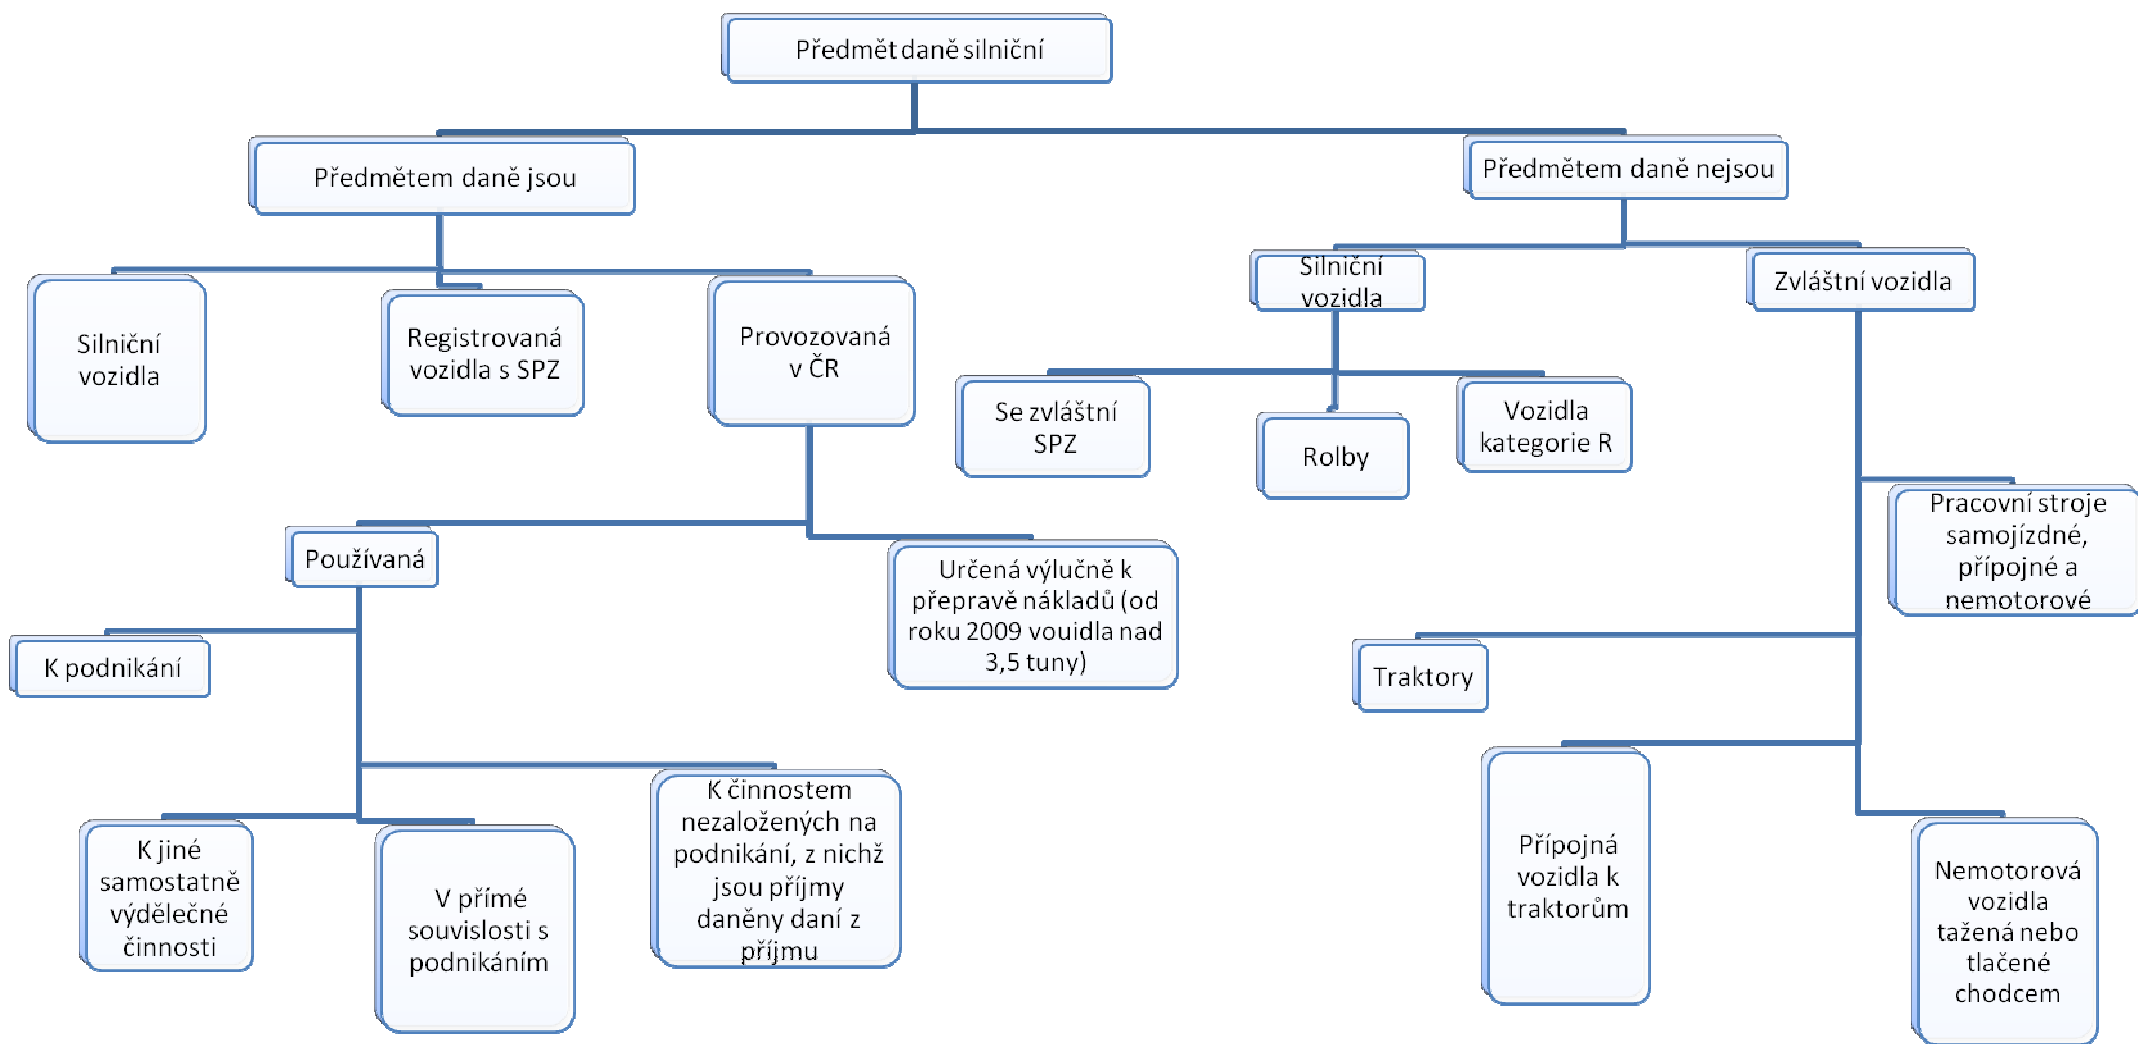 Předmět daně silniční
Předmětem daně jsou
Předmětem daně nejsou
Silniční
vozidla
Registrovaná
vozidla s SPZ
Provozovaná
v ČR
Silniční
vozidla
Zvláštní vozidla
Se zvláštní
SPZ
Rolby
Vozidla
kategorie R
Pracovní stroje
samojízdné,
přípojné a
nemotorové
Používaná
Určená výlučně k
přepravě nákladů (od
roku 2009 vouidla nad
3,5 tuny)
K podnikání
Traktory
K jiné
samostatně
výdělečné
činnosti
V přímé
souvislosti s
podnikáním
K činnostem
nezaložených na
podnikání, z nichž
jsou příjmy
daněny daní z
příjmu
Přípojná
vozidla k
traktorům
Nemotorová
vozidla
tažená nebo
tlačené
chodcem